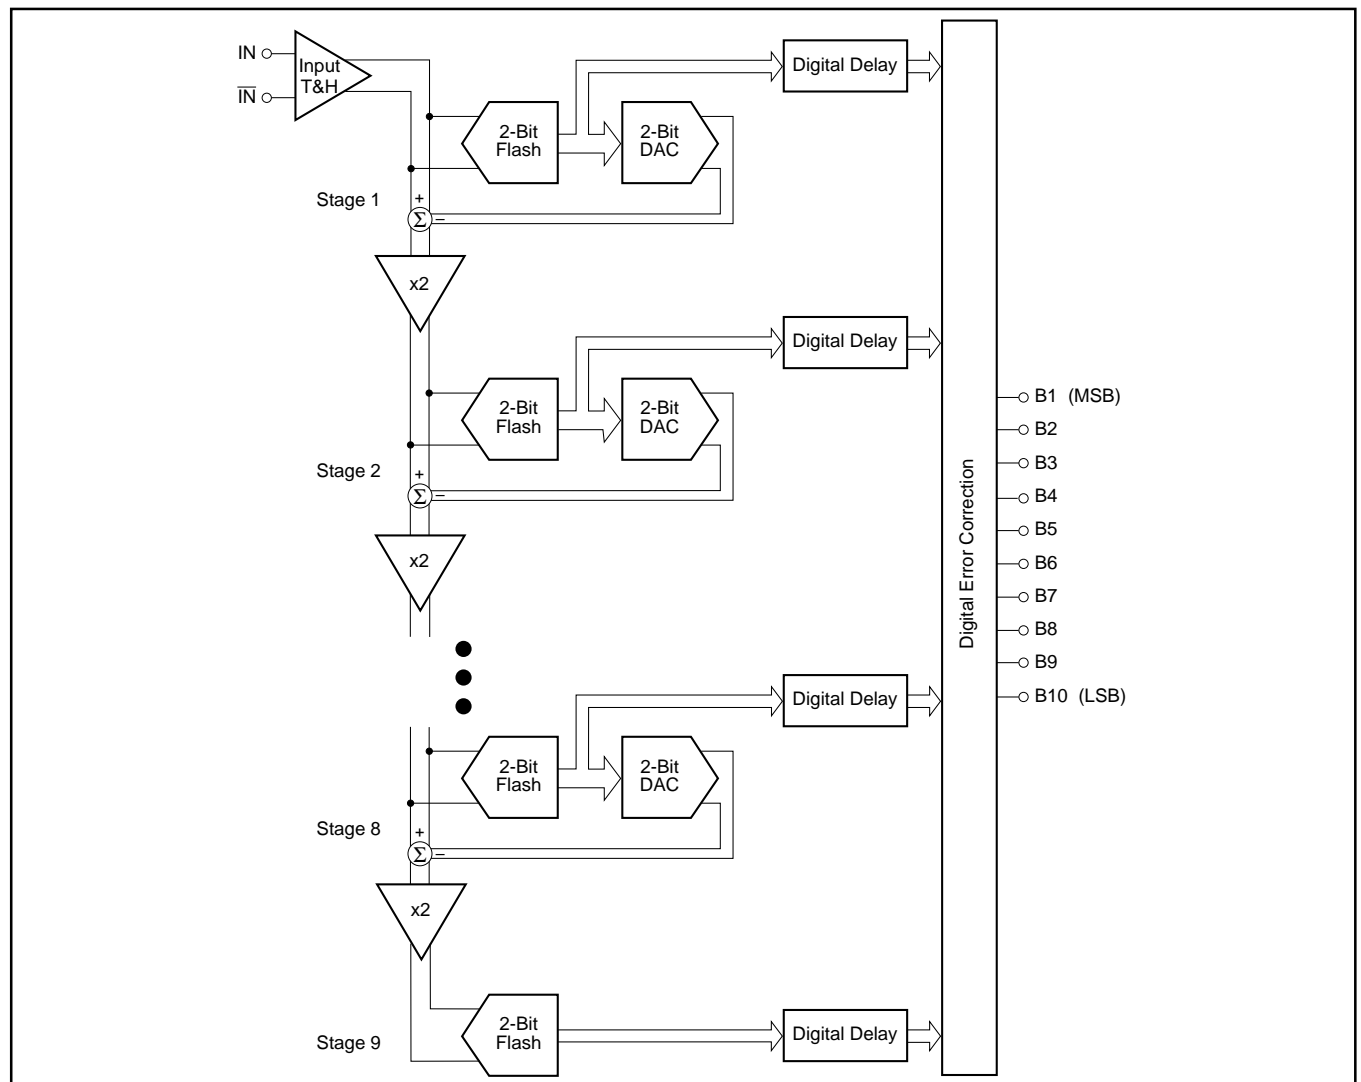 IN
Input
T&H
I̅N̅
2-Bit
Flash
2-Bit
DAC
Digital Delay
Stage 1
+
Σ
–
x2
2-Bit
Flash
2-Bit
DAC
Digital Delay
Stage 2
+
Σ
–
x2
2-Bit
Flash
2-Bit
DAC
Digital Delay
Stage 8
+
Σ
–
x2
2-Bit
Flash
Digital Delay
Stage 9
Digital Error Correction
B1 (MSB)
B2
B3
B4
B5
B6
B7
B8
B9
B10 (LSB)